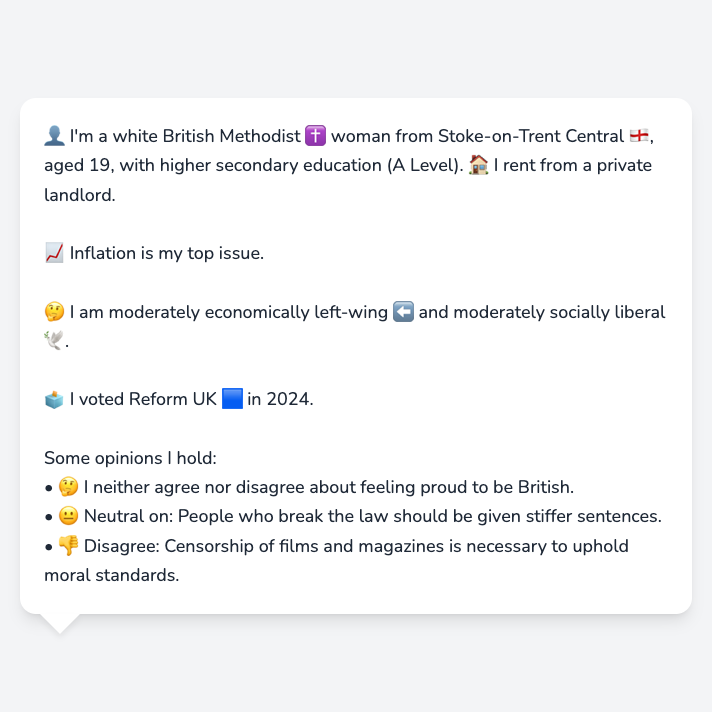 👤 I'm a white British Methodist ✝️ woman from Stoke-on-Trent Central 🏴󠁧󠁢󠁥󠁮󠁧󠁿,
aged 19, with higher secondary education (A Level). 🏠 I rent from a private
landlord.
📈 Inflation is my top issue.
🤔 I am moderately economically left-wing ⬅️ and moderately socially liberal
🕊️.
🗳️ I voted Reform UK 🟦 in 2024.
Some opinions I hold:
• 🤔 I neither agree nor disagree about feeling proud to be British.
• 😐 Neutral on: People who break the law should be given stiffer sentences.
• 👎 Disagree: Censorship of films and magazines is necessary to uphold
moral standards.